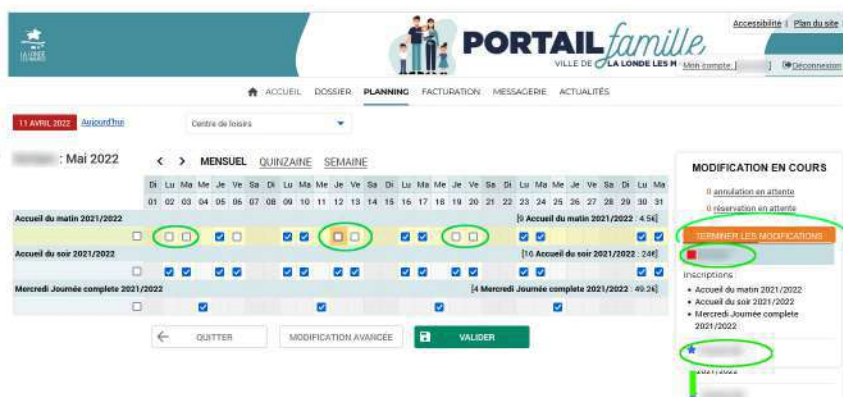 Accessibilité | Plan du site
PORTAIL famille
VILLE DE LA LONDE LES M
Mon compte: [ ] Déconnexion
ACCUEIL DOSSIER PLANNING FACTURATION MESSAGERIE ACTUALITÉS
11 AVRIL 2022 Aujourd'hui Centre de loisirs
: Mai 2022 < > MENSUEL QUINZAINE SEMAINE
Di Lu Ma Me Je Ve Sa Di Lu Ma Me Je Ve Sa Di Lu Ma Me Je Ve Sa Di Lu Ma Me Je Ve Sa Di Lu Ma
01 02 03 04 05 06 07 08 09 10 11 12 13 14 15 16 17 18 19 20 21 22 23 24 25 26 27 28 29 30 31
Accueil du matin 2021/2022 [9 Accueil du matin 2021/2022 : 4.5€]
Accueil du soir 2021/2022 [16 Accueil du soir 2021/2022 : 24€]
Mercredi Journée complete 2021/2022 [4 Mercredi Journée complete 2021/2022 : 49.2€]
QUITTER MODIFICATION AVANCÉE VALIDER
MODIFICATION EN COURS
0 annulation en attente
0 réservation en attente
TERMINER LES MODIFICATIONS
Inscriptions
Accueil du matin 2021/2022
Accueil du soir 2021/2022
Mercredi Journée complete
2021/2022
2021/2022